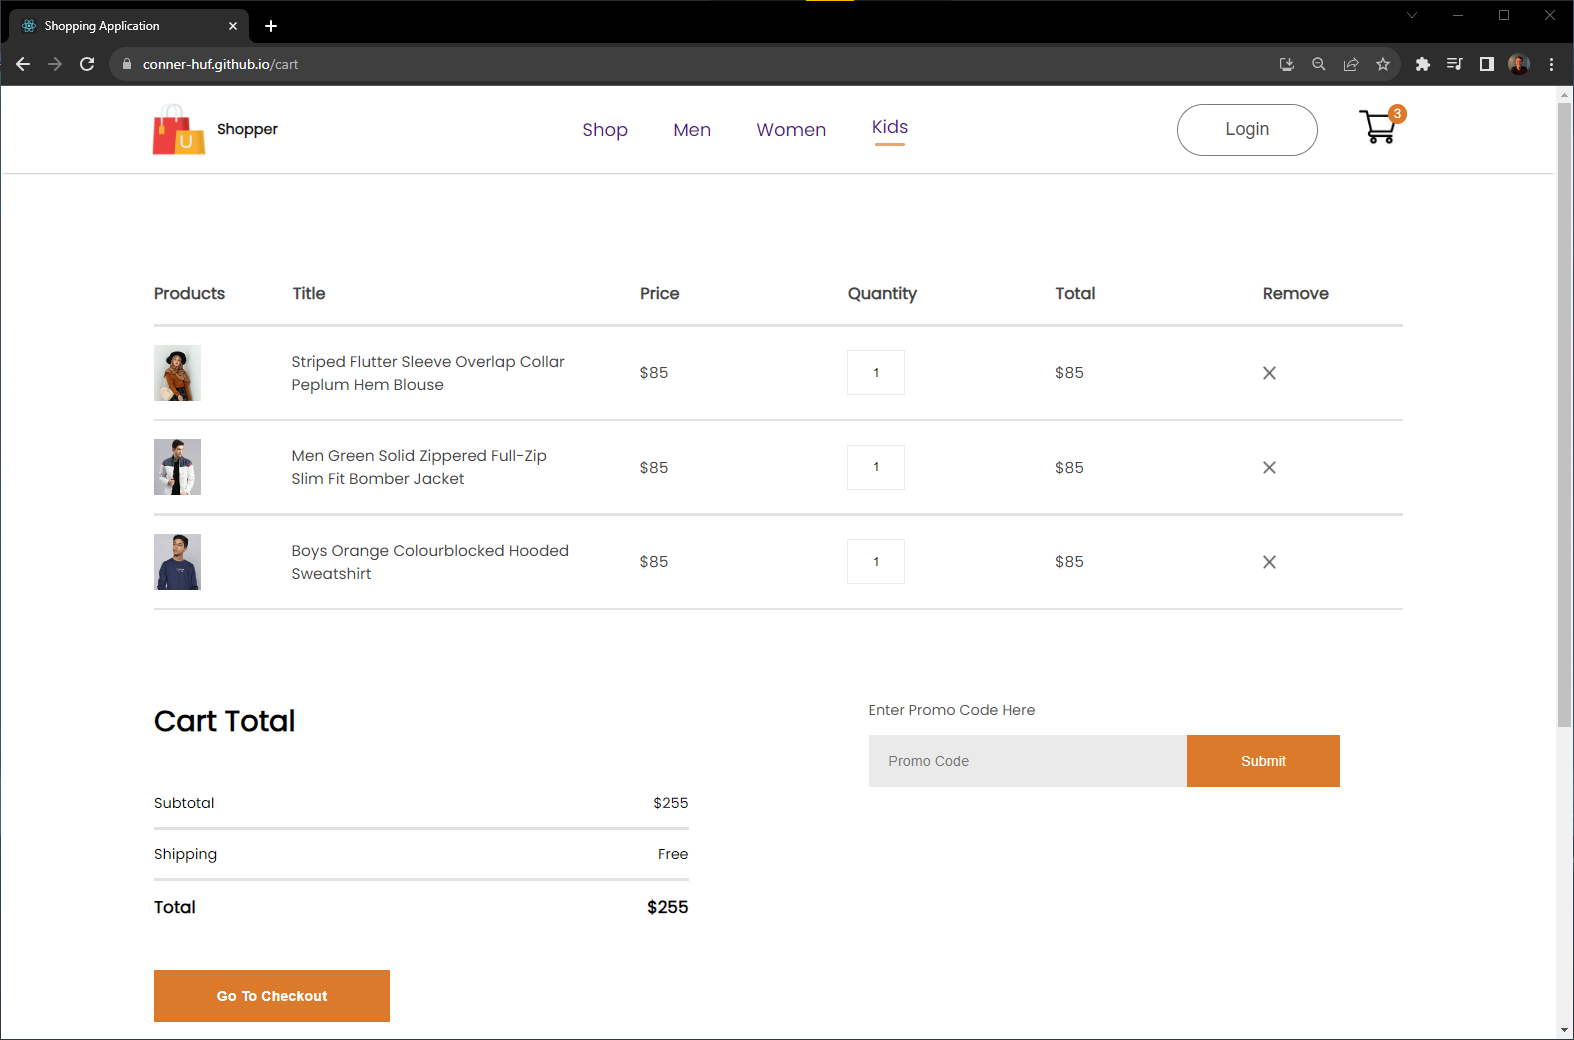 Shopping Application
conner-huf.github.io/cart
U
Shopper
Shop
Men
Women
Kids
Login
3
Products Title Price Quantity Total Remove
Striped Flutter Sleeve Overlap Collar
Peplum Hem Blouse
$85 1 $85
Men Green Solid Zippered Full-Zip
Slim Fit Bomber Jacket
$85 1 $85
Boys Orange Colourblocked Hooded
Sweatshirt
$85 1 $85
Cart Total
Subtotal $255
Shipping Free
Total $255
Go To Checkout
Enter Promo Code Here
Promo Code
Submit